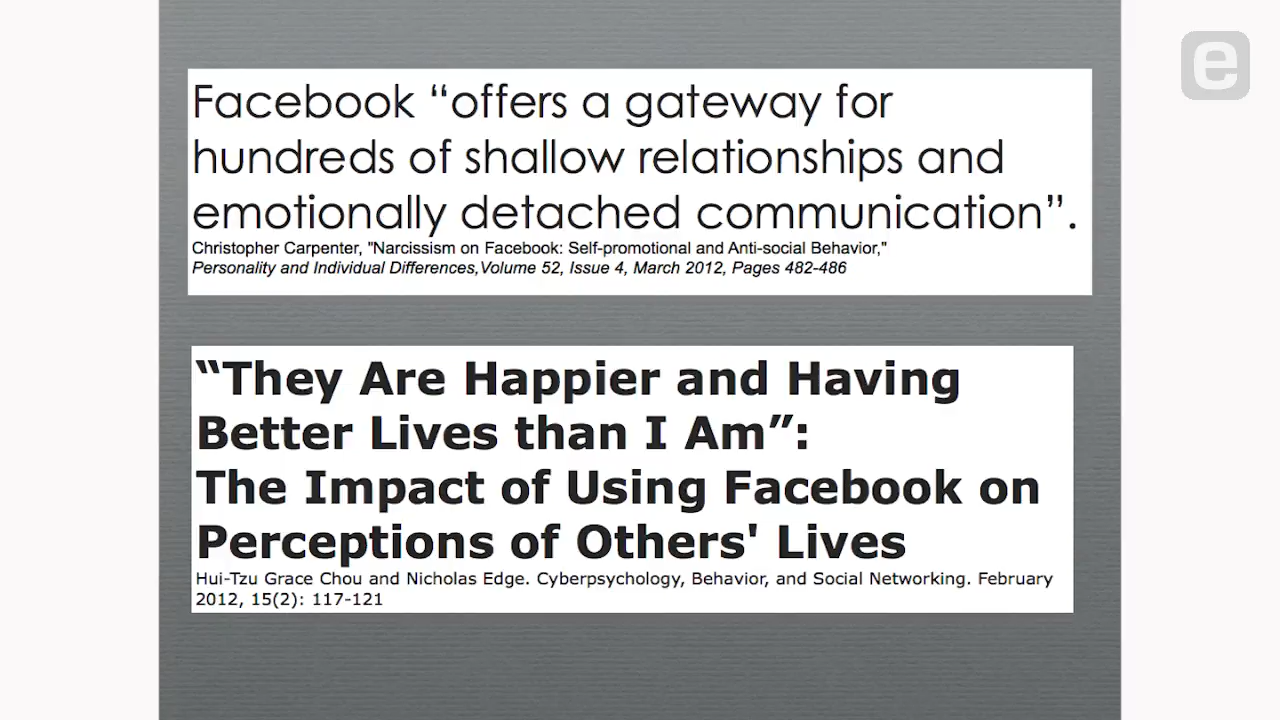 e
Facebook “offers a gateway for
hundreds of shallow relationships and
emotionally detached communication”.
Christopher Carpenter, "Narcissism on Facebook: Self-promotional and Anti-social Behavior,"
Personality and Individual Differences,Volume 52, Issue 4, March 2012, Pages 482-486
“They Are Happier and Having
Better Lives than I Am”:
The Impact of Using Facebook on
Perceptions of Others' Lives
Hui-Tzu Grace Chou and Nicholas Edge. Cyberpsychology, Behavior, and Social Networking. February
2012, 15(2): 117-121